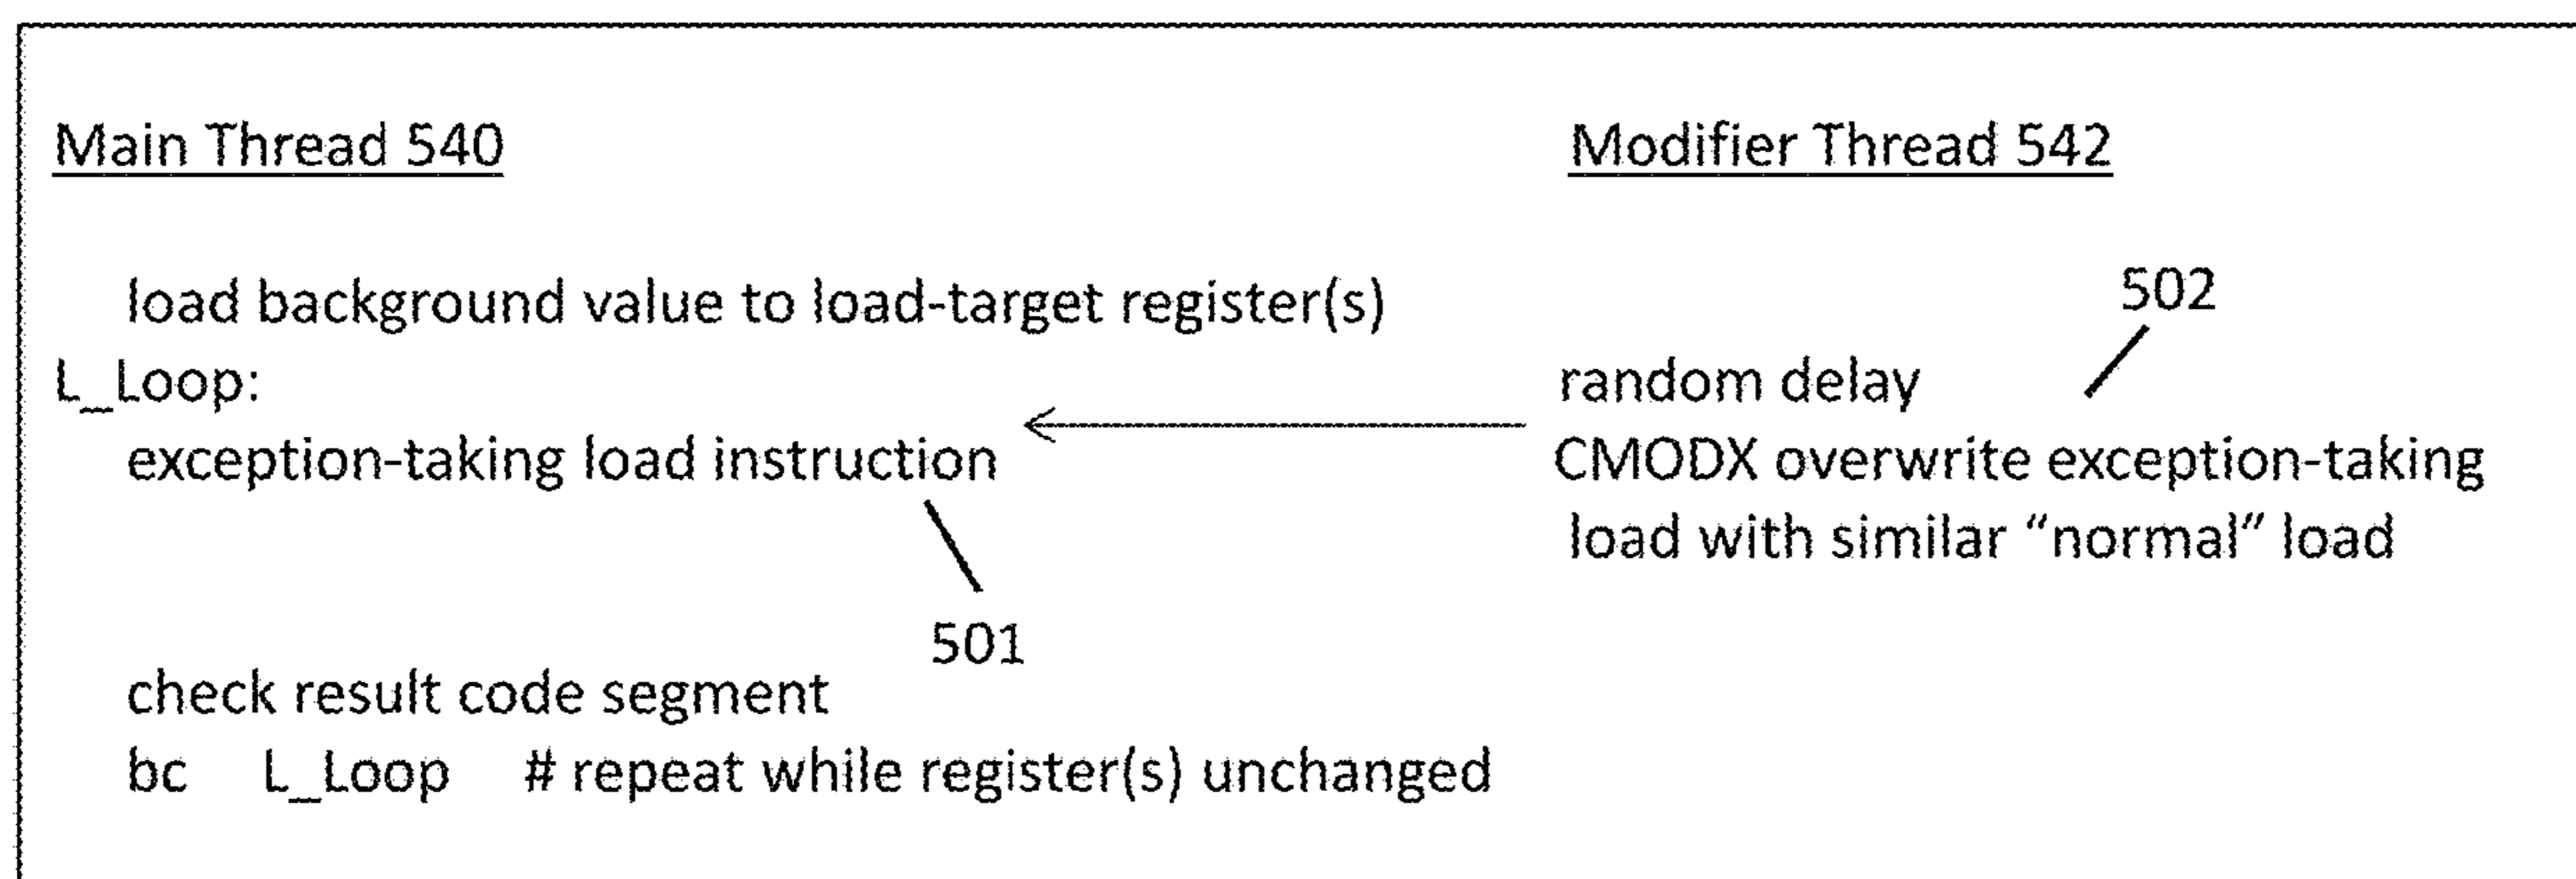 Main Thread 540
Modifier Thread 542
load background value to load-target register(s)
502
L_Loop:
random delay
exception-taking load instruction
CMODX overwrite exception-taking
load with similar “normal” load
501
check result code segment
bc L_Loop # repeat while register(s) unchanged